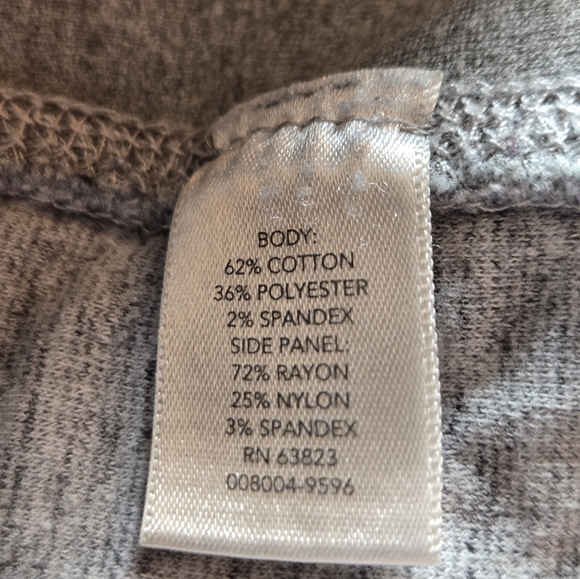 BODY:
62% COTTON
36% POLYESTER
2% SPANDEX
SIDE PANEL:
72% RAYON
25% NYLON
3% SPANDEX
RN 63823
008004-9596